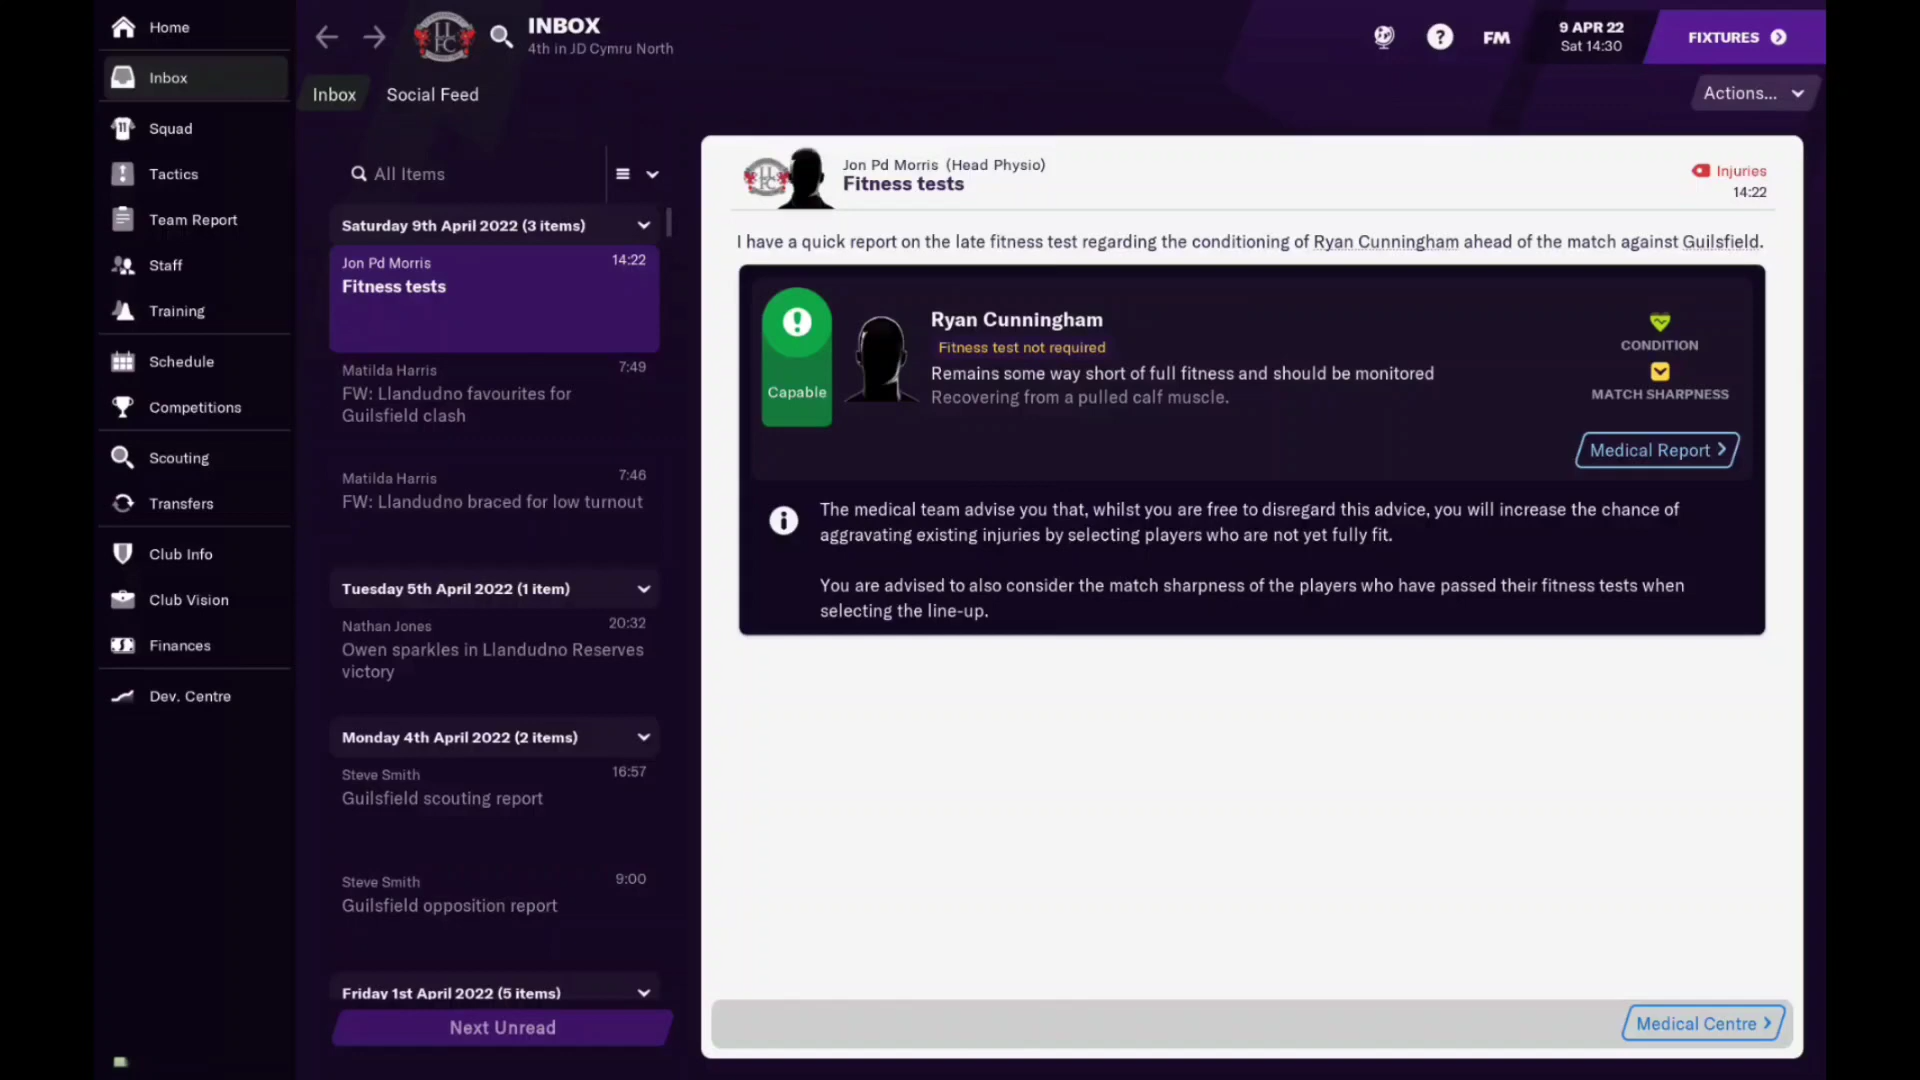 Home
Inbox
Squad
Tactics
Team Report
Staff
Training
Schedule
Competitions
Scouting
Transfers
Club Info
Club Vision
Finances
Dev. Centre
INBOX
4th in JD Cymru North
FM
9 APR 22
Sat 14:30
FIXTURES
Inbox
Social Feed
Actions...
All Items
Saturday 9th April 2022 (3 items)
Jon Pd Morris
14:22
Fitness tests
Matilda Harris
7:49
FW: Llandudno favourites for
Guilsfield clash
Matilda Harris
7:46
FW: Llandudno braced for low turnout
Tuesday 5th April 2022 (1 item)
Nathan Jones
20:32
Owen sparkles in Llandudno Reserves
victory
Monday 4th April 2022 (2 items)
Steve Smith
16:57
Guilsfield scouting report
Steve Smith
9:00
Guilsfield opposition report
Friday 1st April 2022 (5 items)
Next Unread
Jon Pd Morris (Head Physio)
Fitness tests
Injuries
14:22
I have a quick report on the late fitness test regarding the conditioning of Ryan Cunningham ahead of the match against Guilsfield.
Capable
Ryan Cunningham
Fitness test not required
Remains some way short of full fitness and should be monitored
Recovering from a pulled calf muscle.
CONDITION
MATCH SHARPNESS
Medical Report
The medical team advise you that, whilst you are free to disregard this advice, you will increase the chance of
aggravating existing injuries by selecting players who are not yet fully fit.
You are advised to also consider the match sharpness of the players who have passed their fitness tests when
selecting the line-up.
Medical Centre